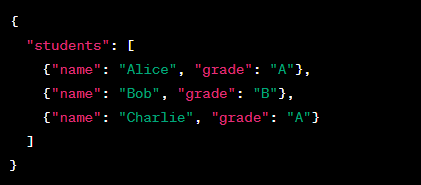 {
  "students": [
    {"name": "Alice", "grade": "A"},
    {"name": "Bob", "grade": "B"},
    {"name": "Charlie", "grade": "A"}
  ]
}